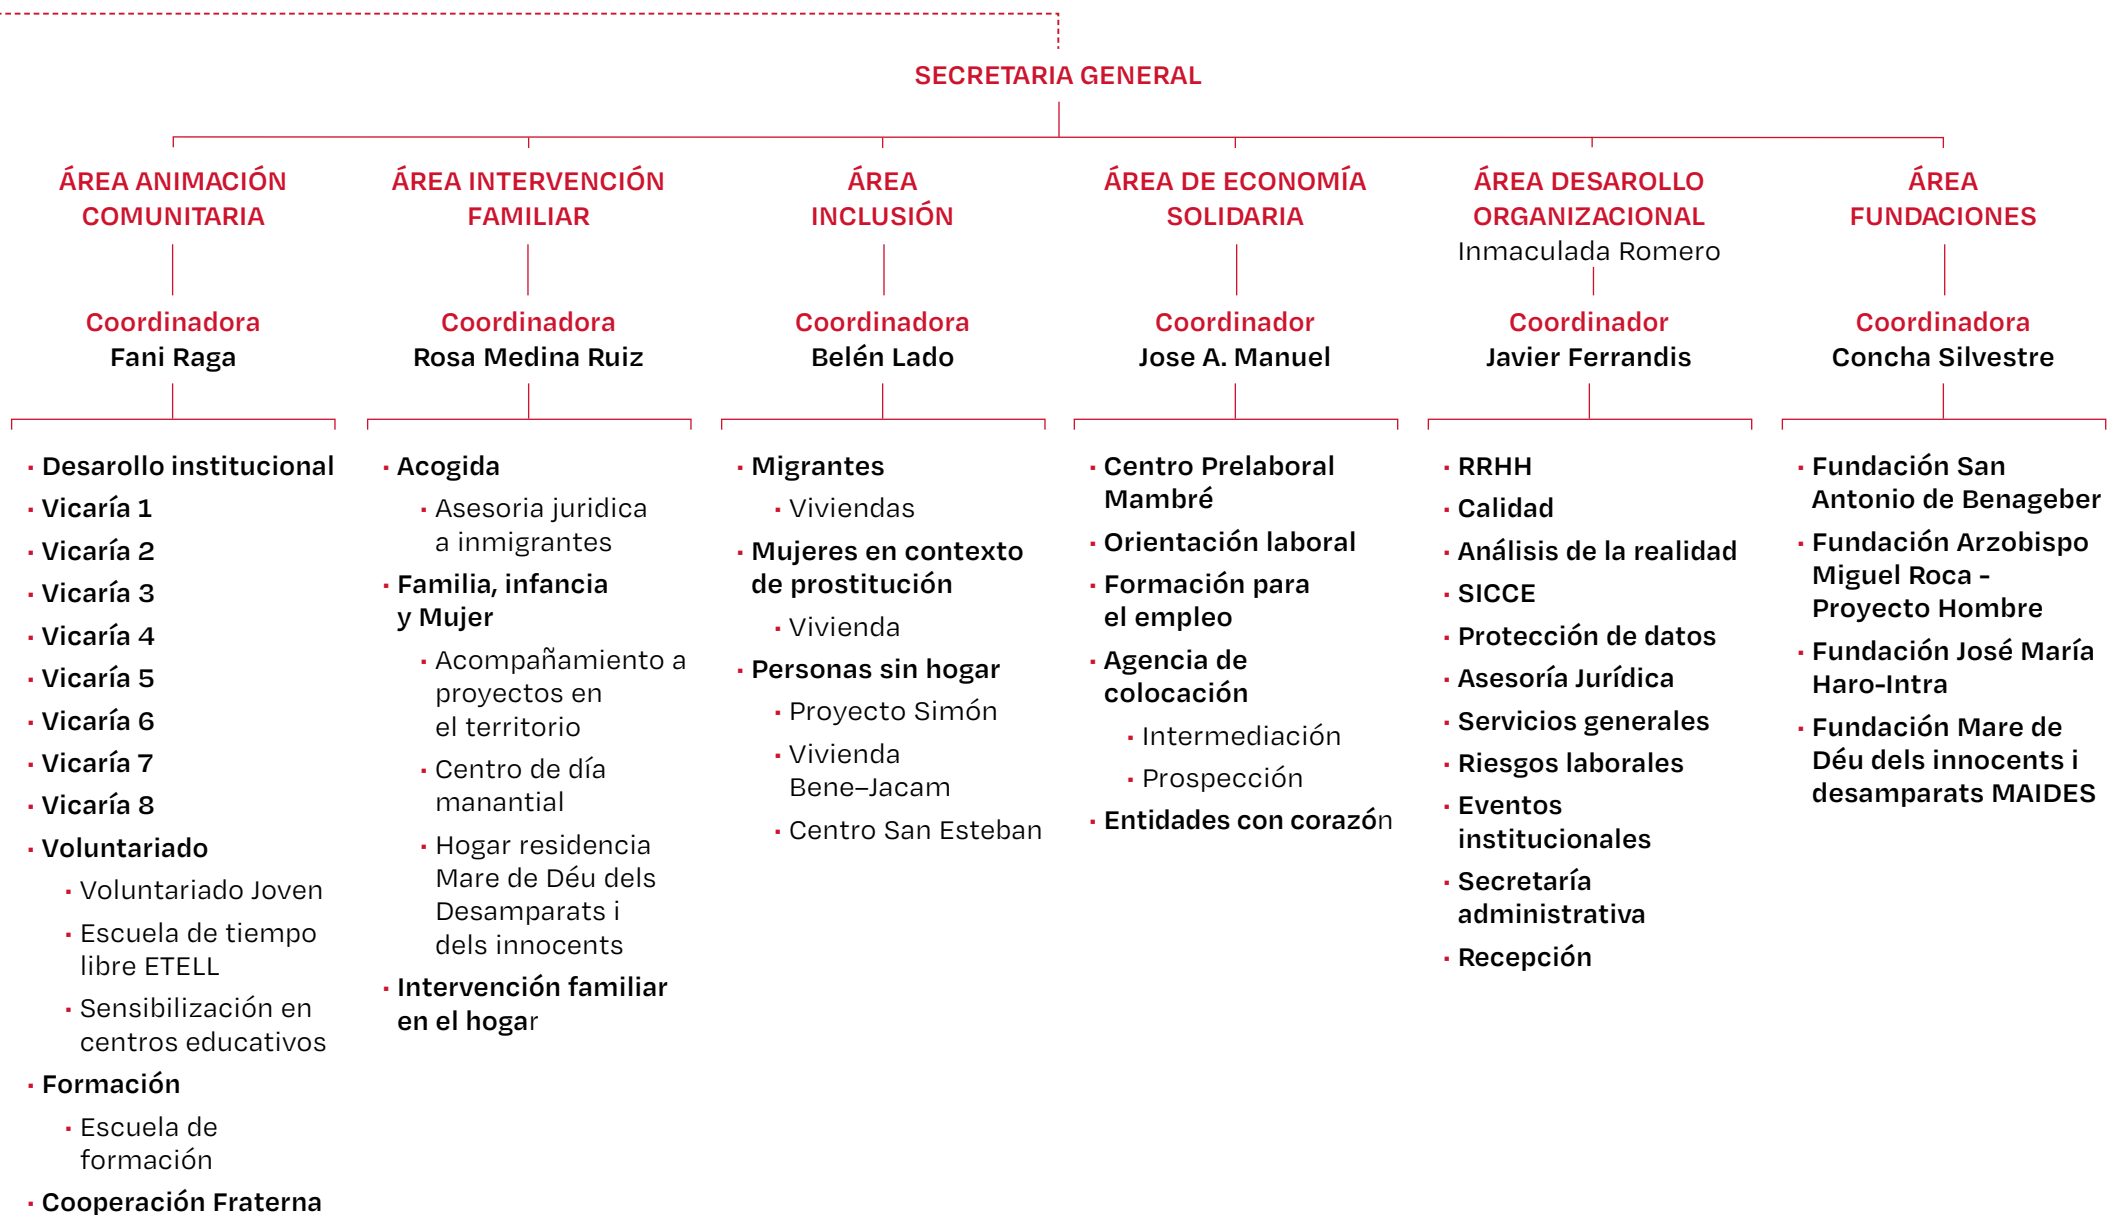 SECRETARIA GENERAL
ÁREA ANIMACIÓN
COMUNITARIA
Coordinadora
Fani Raga
· Desarollo institucional
· Vicaría 1
· Vicaría 2
· Vicaría 3
· Vicaría 4
· Vicaría 5
· Vicaría 6
· Vicaría 7
· Vicaría 8
· Voluntariado
· Voluntariado Joven
· Escuela de tiempo
libre ETELL
· Sensibilización en
centros educativos
· Formación
· Escuela de
formación
· Cooperación Fraterna
ÁREA INTERVENCIÓN
FAMILIAR
Coordinadora
Rosa Medina Ruiz
· Acogida
· Asesoria juridica
a inmigrantes
· Familia, infancia
y Mujer
· Acompañamiento a
proyectos en
el territorio
· Centro de día
manantial
· Hogar residencia
Mare de Déu dels
Desamparats i
dels innocents
· Intervención familiar
en el hogar
ÁREA
INCLUSIÓN
Coordinadora
Belén Lado
· Migrantes
· Viviendas
· Mujeres en contexto
de prostitución
· Vivienda
· Personas sin hogar
· Proyecto Simón
· Vivienda
Bene–Jacam
· Centro San Esteban
ÁREA DE ECONOMÍA
SOLIDARIA
Coordinador
Jose A. Manuel
· Centro Prelaboral
Mambré
· Orientación laboral
· Formación para
el empleo
· Agencia de
colocación
· Intermediación
· Prospección
· Entidades con corazón
ÁREA DESAROLLO
ORGANIZACIONAL
Inmaculada Romero
Coordinador
Javier Ferrandis
· RRHH
· Calidad
· Análisis de la realidad
· SICCE
· Protección de datos
· Asesoría Jurídica
· Servicios generales
· Riesgos laborales
· Eventos
institucionales
· Secretaría
administrativa
· Recepción
ÁREA
FUNDACIONES
Coordinadora
Concha Silvestre
· Fundación San
Antonio de Benageber
· Fundación Arzobispo
Miguel Roca -
Proyecto Hombre
· Fundación José María
Haro-Intra
· Fundación Mare de
Déu dels innocents i
desamparats MAIDES